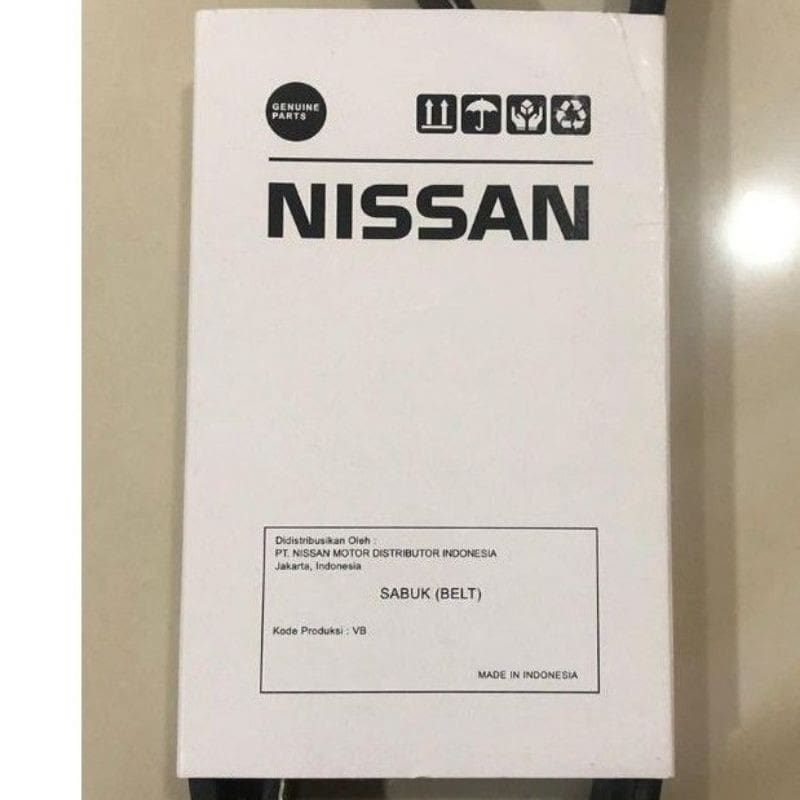 GENUINE
PARTS
NISSAN
Didistribusikan Oleh :
PT. NISSAN MOTOR DISTRIBUTOR INDONESIA
Jakarta, Indonesia
SABUK (BELT)
Kode Produksi : VB
MADE IN INDONESIA